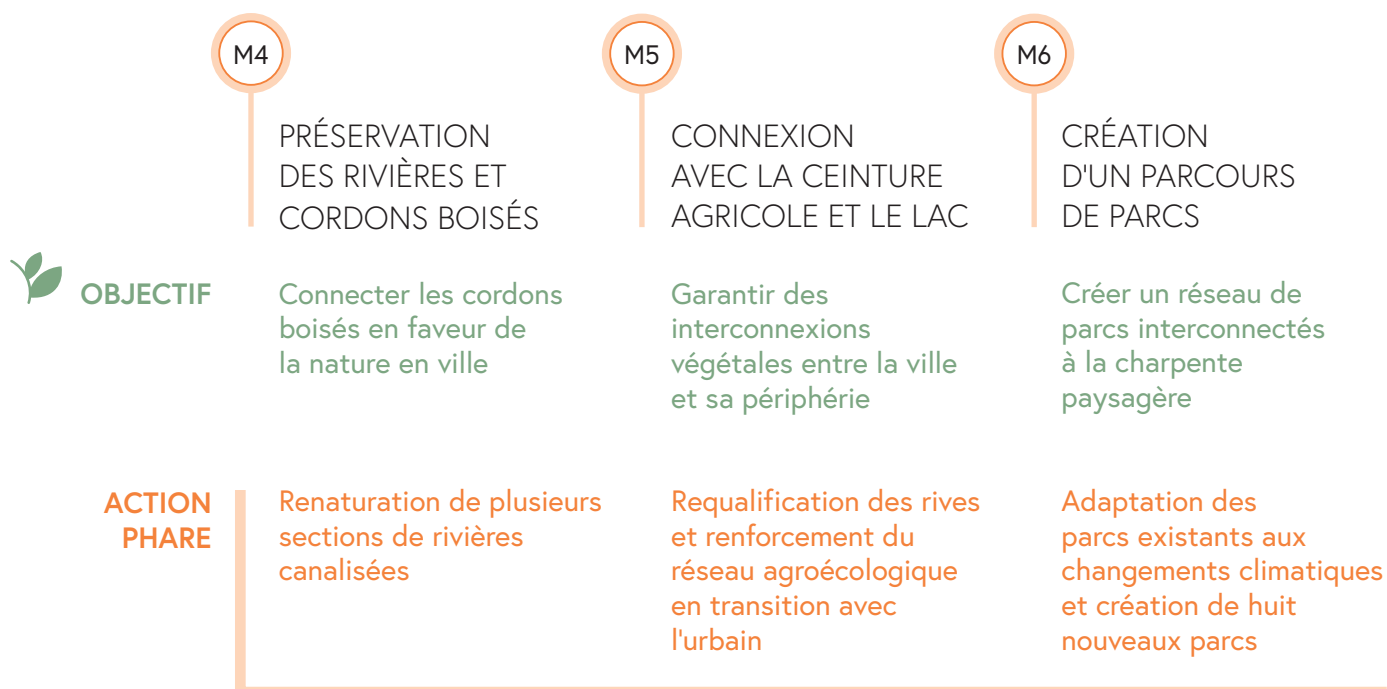 M4
PRÉSERVATION
DES RIVIÈRES ET
CORDONS BOISÉS
M5
CONNEXION
AVEC LA CEINTURE
AGRICOLE ET LE LAC
M6
CRÉATION
D'UN PARCOURS
DE PARCS
OBJECTIF
Connecter les cordons
boisés en faveur de
la nature en ville
Garantir des
interconnexions
végétales entre la ville
et sa périphérie
Créer un réseau de
parcs interconnectés
à la charpente
paysagère
ACTION
PHARE
Renaturation de plusieurs
sections de rivières
canalisées
Requalification des rives
et renforcement du
réseau agroécologique
en transition avec
l'urbain
Adaptation des
parcs existants aux
changements climatiques
et création de huit
nouveaux parcs